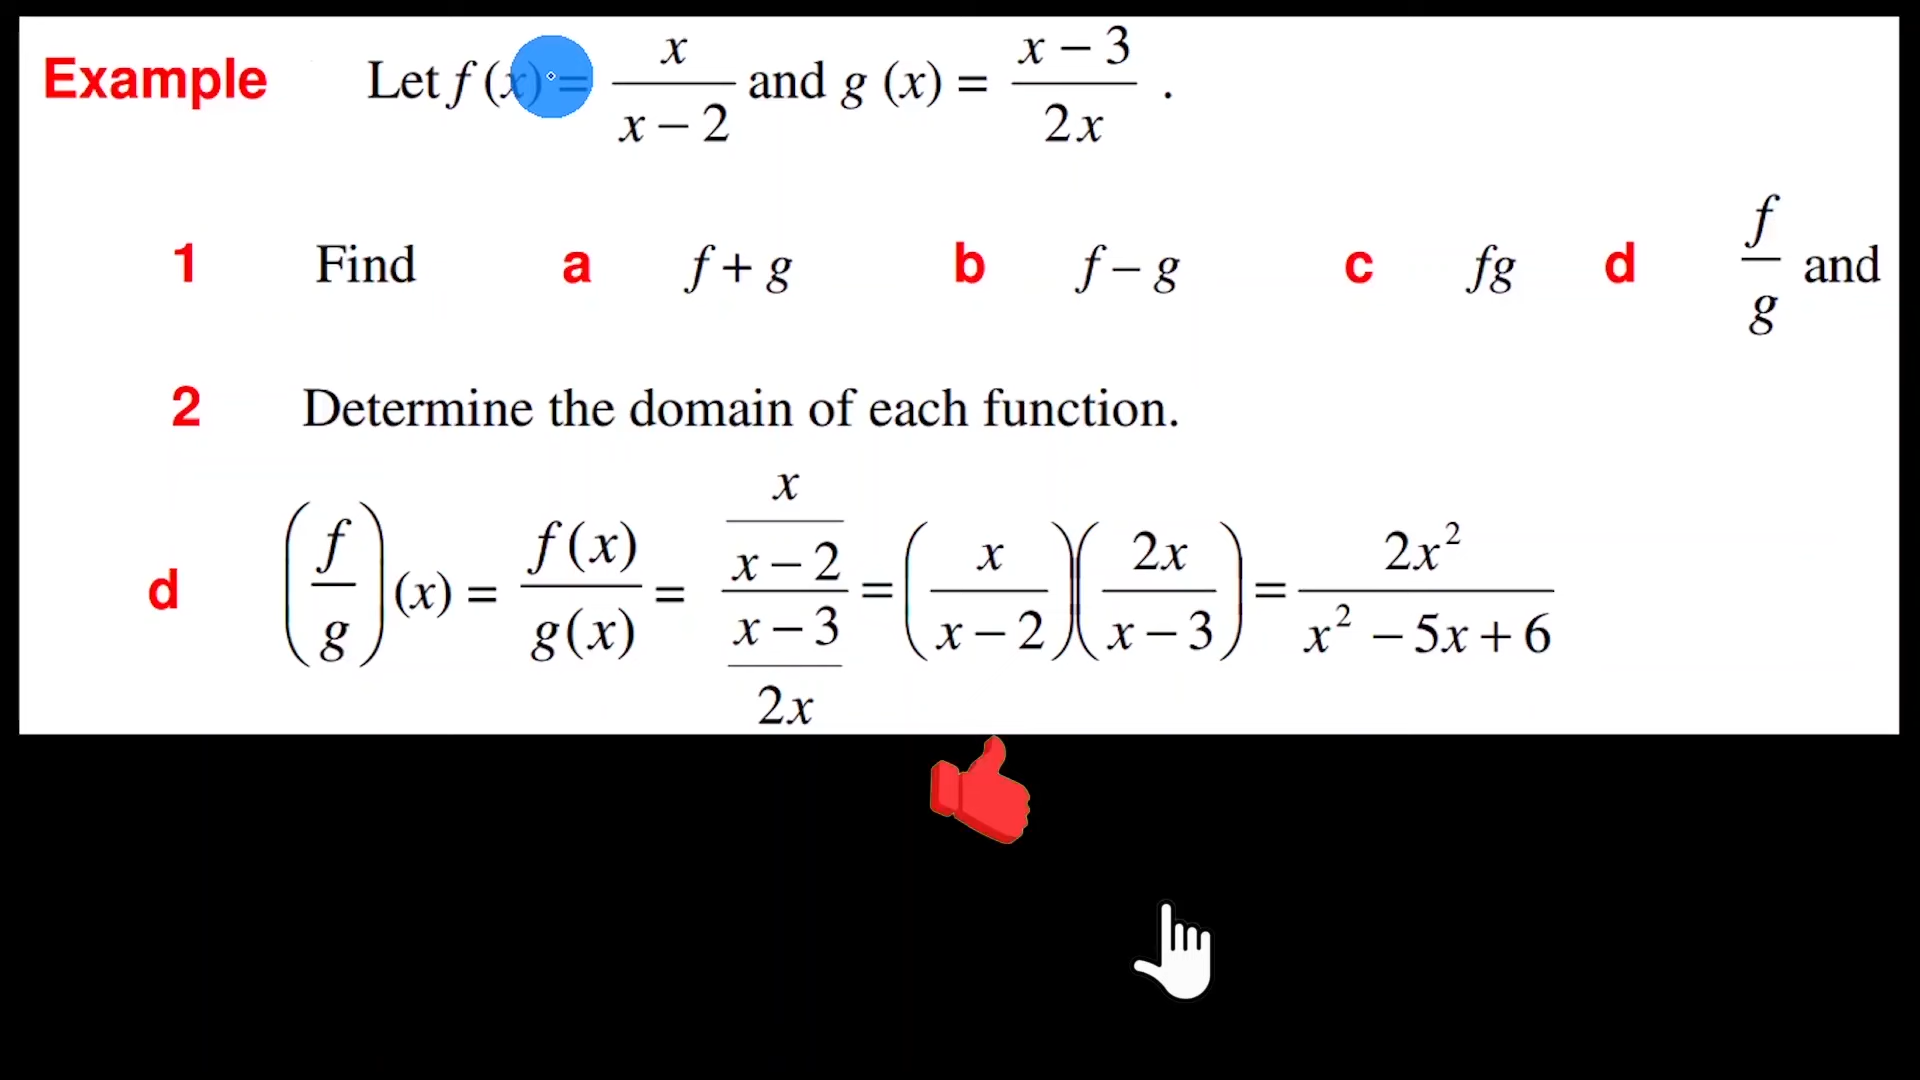 Example Let f (x) = x/(x − 2) and g (x) = (x − 3)/(2x) .
1 Find a f + g b f – g c fg d f/g and
2 Determine the domain of each function.
d (f/g)(x) = f(x)/g(x) = (x/(x − 2))/((x − 3)/(2x)) = (x/(x − 2))(2x/(x − 3)) = 2x²/(x² − 5x + 6)